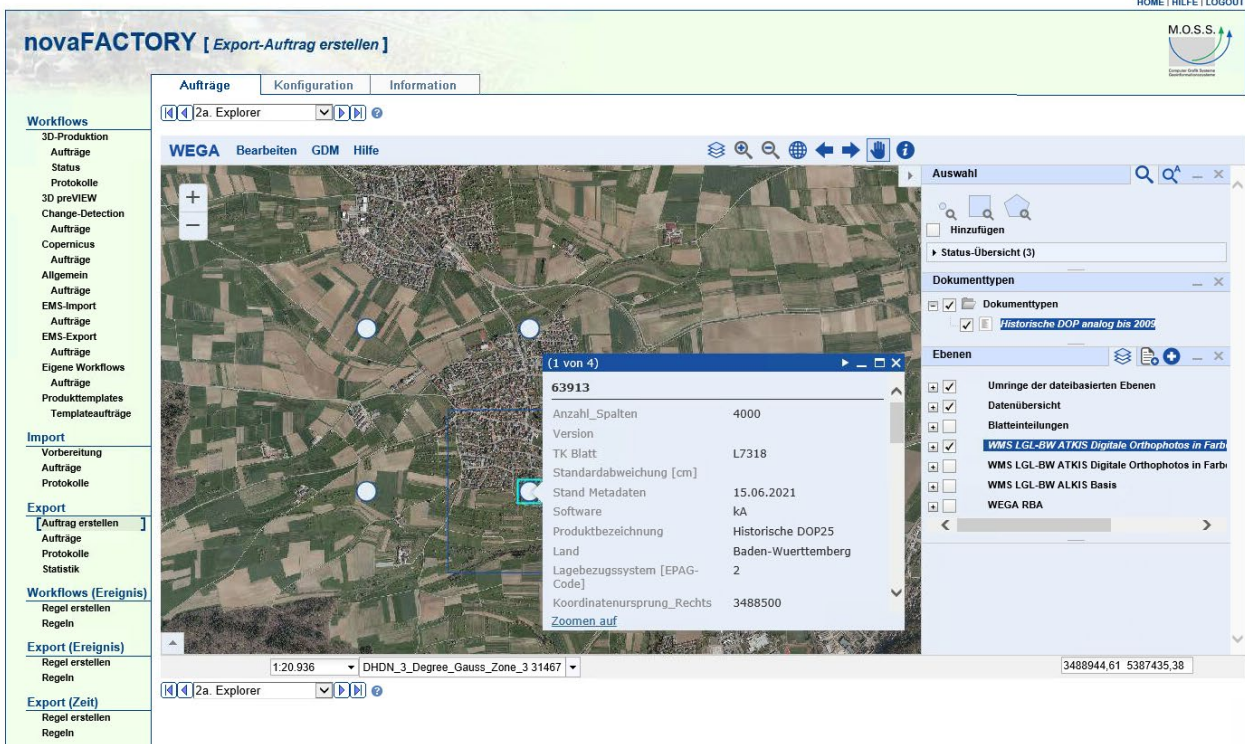 HOME | HILFE | LOGOUT
novaFACTORY [ Export-Auftrag erstellen ]
M.O.S.S.
Computer Grafik Systeme
Geoinformationssysteme
Aufträge Konfiguration Information
2a. Explorer
Workflows
3D-Produktion
Aufträge
Status
Protokolle
3D preVIEW
Change-Detection
Aufträge
Copernicus
Aufträge
Allgemein
Aufträge
EMS-Import
Aufträge
EMS-Export
Aufträge
Eigene Workflows
Aufträge
Produkttemplates
Templateaufträge
Import
Vorbereitung
Aufträge
Protokolle
Export
[Auftrag erstellen ]
Aufträge
Protokolle
Statistik
Workflows (Ereignis)
Regel erstellen
Regeln
Export (Ereignis)
Regel erstellen
Regeln
Export (Zeit)
Regel erstellen
Regeln
WEGA Bearbeiten GDM Hilfe
+
−
(1 von 4)
63913
Anzahl_Spalten 4000
Version
TK Blatt L7318
Standardabweichung [cm]
Stand Metadaten 15.06.2021
Software kA
Produktbezeichnung Historische DOP25
Land Baden-Wuerttemberg
Lagebezugssystem [EPAG-
Code] 2
Koordinatenursprung_Rechts 3488500
Zoomen auf
Auswahl
Hinzufügen
Status-Übersicht (3)
Dokumenttypen
Dokumenttypen
Historische DOP analog bis 2009
Ebenen
Umringe der dateibasierten Ebenen
Datenübersicht
Blatteinteilungen
WMS LGL-BW ATKIS Digitale Orthophotos in Farb
WMS LGL-BW ATKIS Digitale Orthophotos in Farb
WMS LGL-BW ALKIS Basis
WEGA RBA
1:20.936 DHDN_3_Degree_Gauss_Zone_3 31467 3488944,61 5387435,38
2a. Explorer